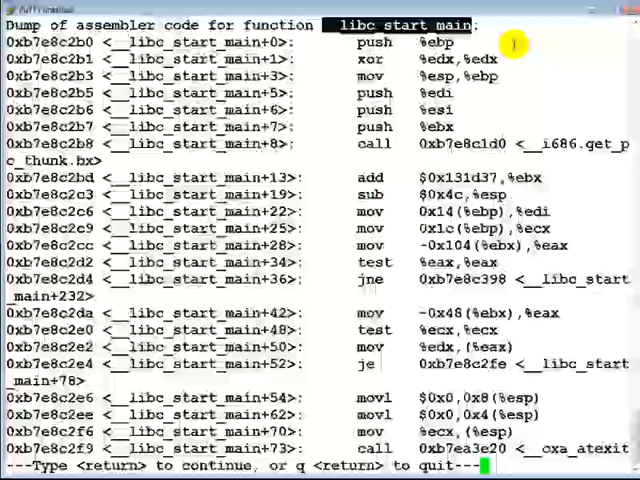 Dump of assembler code for function __libc_start_main:
0xb7e8c2b0 <__libc_start_main+0>: push %ebp
0xb7e8c2b1 <__libc_start_main+1>: xor %edx,%edx
0xb7e8c2b3 <__libc_start_main+3>: mov %esp,%ebp
0xb7e8c2b5 <__libc_start_main+5>: push %edi
0xb7e8c2b6 <__libc_start_main+6>: push %esi
0xb7e8c2b7 <__libc_start_main+7>: push %ebx
0xb7e8c2b8 <__libc_start_main+8>: call 0xb7e8c1d0 <__i686.get_p
c_thunk.bx>
0xb7e8c2bd <__libc_start_main+13>: add $0x131d37,%ebx
0xb7e8c2c3 <__libc_start_main+19>: sub $0x4c,%esp
0xb7e8c2c6 <__libc_start_main+22>: mov 0x14(%ebp),%edi
0xb7e8c2c9 <__libc_start_main+25>: mov 0x1c(%ebp),%ecx
0xb7e8c2cc <__libc_start_main+28>: mov -0x104(%ebx),%eax
0xb7e8c2d2 <__libc_start_main+34>: test %eax,%eax
0xb7e8c2d4 <__libc_start_main+36>: jne 0xb7e8c398 <__libc_start
_main+232>
0xb7e8c2da <__libc_start_main+42>: mov -0x48(%ebx),%eax
0xb7e8c2e0 <__libc_start_main+48>: test %ecx,%ecx
0xb7e8c2e2 <__libc_start_main+50>: mov %edx,(%eax)
0xb7e8c2e4 <__libc_start_main+52>: je 0xb7e8c2fe <__libc_start
_main+78>
0xb7e8c2e6 <__libc_start_main+54>: movl $0x0,0x8(%esp)
0xb7e8c2ee <__libc_start_main+62>: movl $0x0,0x4(%esp)
0xb7e8c2f6 <__libc_start_main+70>: mov %ecx,(%esp)
0xb7e8c2f9 <__libc_start_main+73>: call 0xb7ea3e20 <__cxa_atexit
---Type <return> to continue, or q <return> to quit---